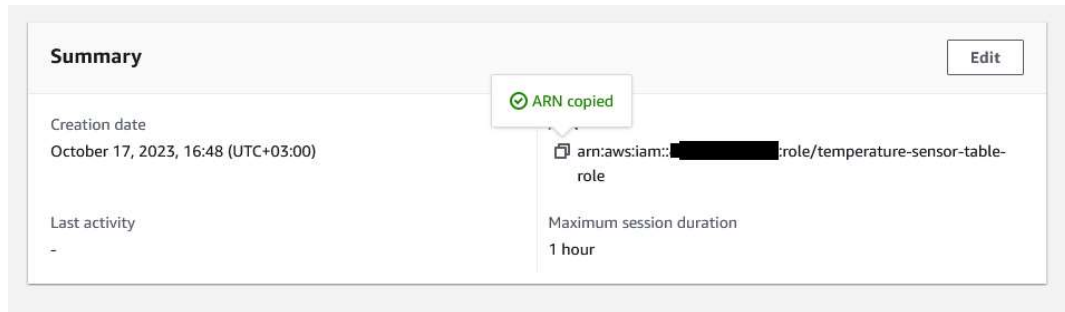 Summary
Edit
ARN copied
Creation date
October 17, 2023, 16:48 (UTC+03:00)
arn:aws:iam:: :role/temperature-sensor-table-
role
Last activity
-
Maximum session duration
1 hour